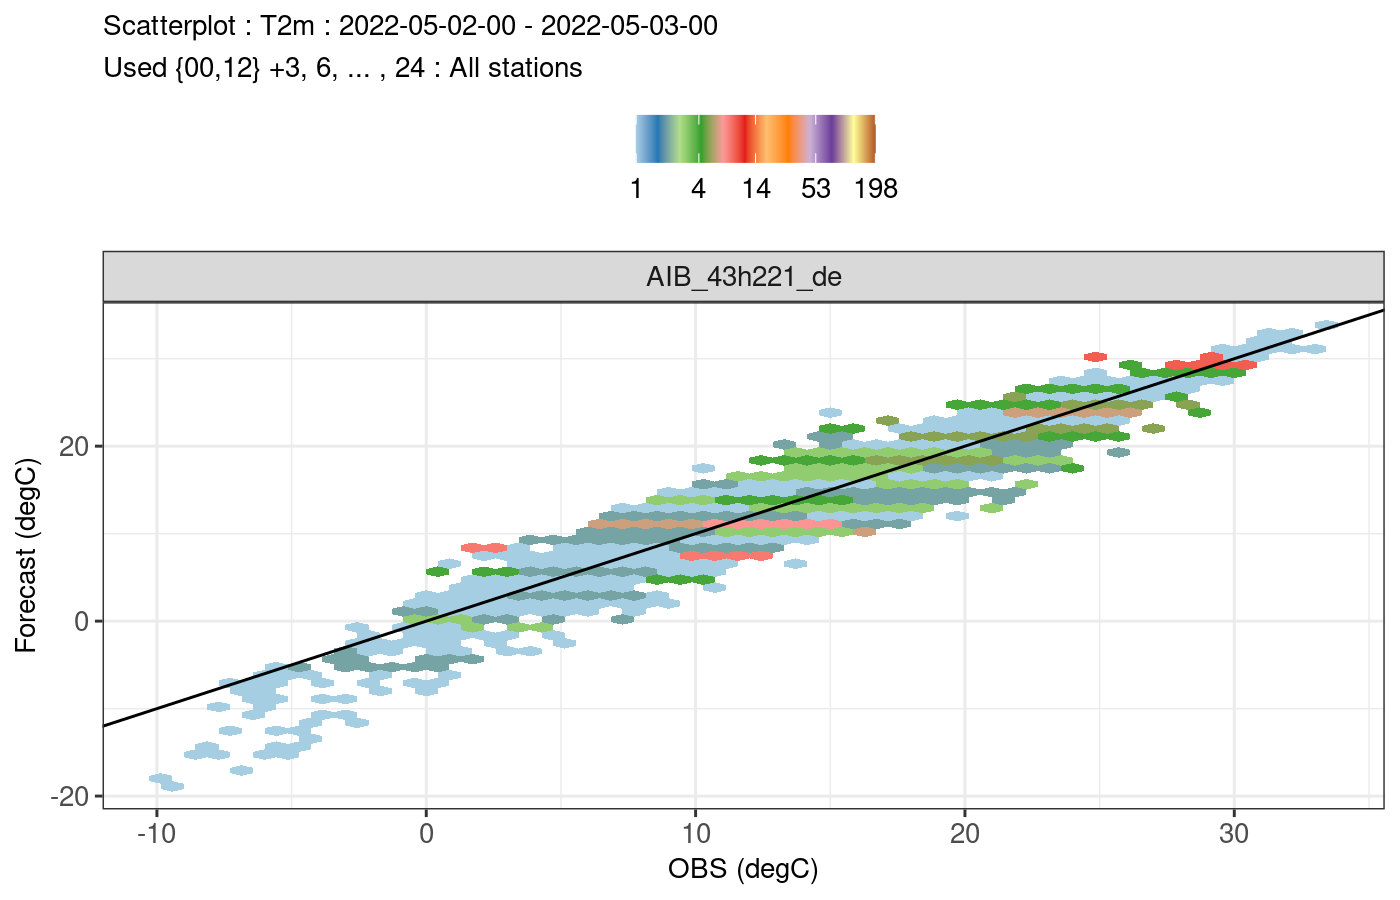 Scatterplot : T2m : 2022-05-02-00 - 2022-05-03-00
Used {00,12} +3, 6, ... , 24 : All stations
1 4 14 53 198
AIB_43h221_de
Forecast (degC)
20
0
-20
-10 0 10 20 30
OBS (degC)